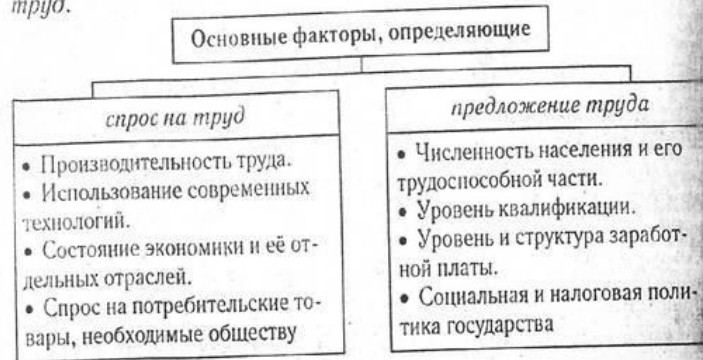 труд.
Основные факторы, определяющие
спрос на труд
• Производительность труда.
• Использование современных
технологий.
• Состояние экономики и её от-
дельных отраслей.
• Спрос на потребительские то-
вары, необходимые обществу
предложение труда
• Численность населения и его
трудоспособной части.
• Уровень квалификации.
• Уровень и структура заработ-
ной платы.
• Социальная и налоговая поли-
тика государства